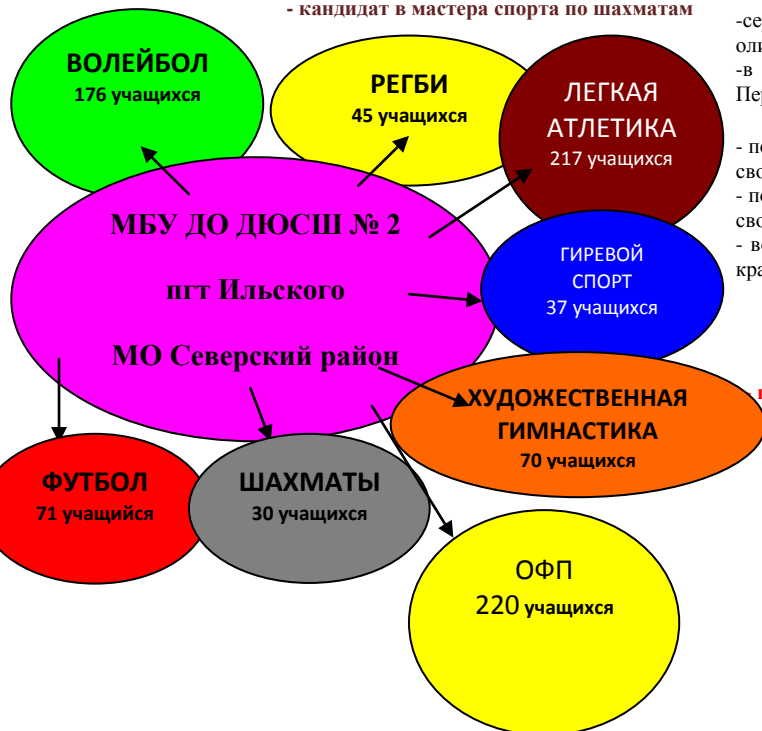 - кандидат в мастера спорта по шахматам
ВОЛЕЙБОЛ
176 учащихся
РЕГБИ
45 учащихся
ЛЕГКАЯ
АТЛЕТИКА
217 учащихся
МБУ ДО ДЮСШ № 2
пгт Ильского
МО Северский район
ГИРЕВОЙ
СПОРТ
37 учащихся
ХУДОЖЕСТВЕННАЯ
ГИМНАСТИКА
70 учащихся
ФУТБОЛ
71 учащийся
ШАХМАТЫ
30 учащихся
ОФП
220 учащихся
-в